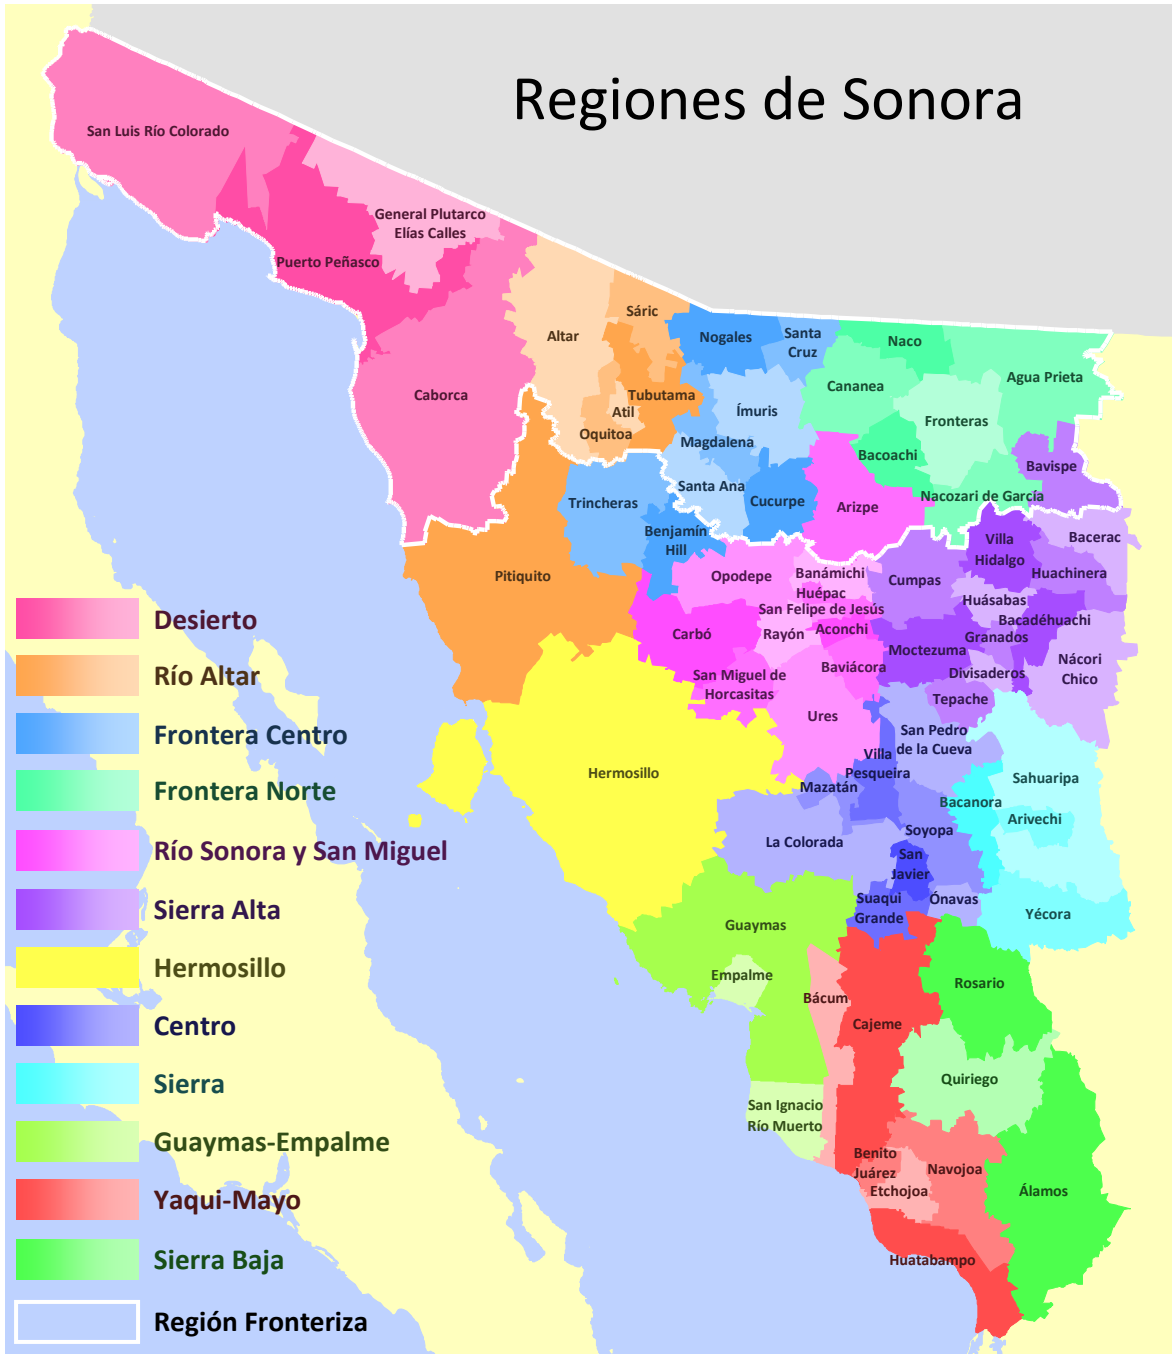 Regiones de Sonora
San Luis Río Colorado
General Plutarco
Elías Calles
Puerto Peñasco
Caborca
Altar
Sáric
Tubutama
Atil
Oquitoa
Pitiquito
Nogales
Santa
Cruz
Ímuris
Magdalena
Santa Ana
Cucurpe
Trincheras
Benjamín
Hill
Naco
Cananea
Agua Prieta
Fronteras
Bacoachi
Nacozari de García
Bavispe
Arizpe
Opodepe
Banámichi
Huépac
San Felipe de Jesús
Carbó
Rayón
Aconchi
Baviácora
San Miguel de
Horcasitas
Ures
Cumpas
Villa
Hidalgo
Bacerac
Huachinera
Huásabas
Bacadéhuachi
Granados
Moctezuma
Divisaderos
Nácori
Chico
Tepache
Hermosillo
San Pedro
de la Cueva
Villa
Pesqueira
Mazatán
La Colorada
Soyopa
San
Javier
Suaqui
Grande
Ónavas
Sahuaripa
Bacanora
Arivechi
Yécora
Guaymas
Empalme
San Ignacio
Río Muerto
Bácum
Cajeme
Rosario
Quiriego
Benito
Juárez
Etchojoa
Navojoa
Álamos
Huatabampo
Desierto
Río Altar
Frontera Centro
Frontera Norte
Río Sonora y San Miguel
Sierra Alta
Hermosillo
Centro
Sierra
Guaymas-Empalme
Yaqui-Mayo
Sierra Baja
Región Fronteriza